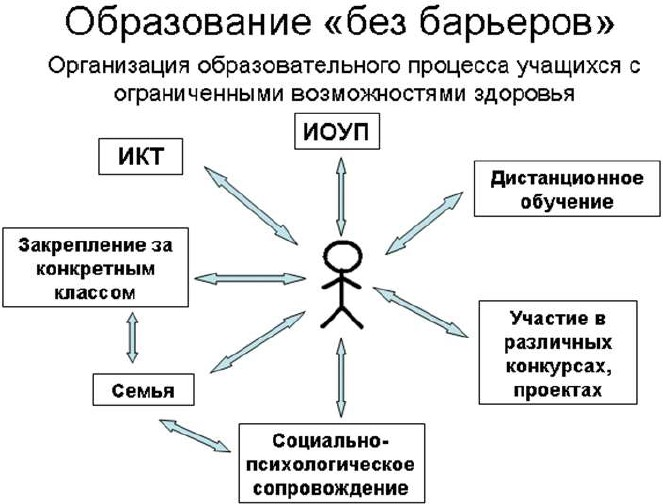 Образование «без барьеров»
Организация образовательного процесса учащихся с
ограниченными возможностями здоровья
ИОУП
ИКТ
Дистанционное
обучение
Закрепление за
конкретным
классом
Участие в
различных
конкурсах,
проектах
Семья
Социально-
психологическое
сопровождение